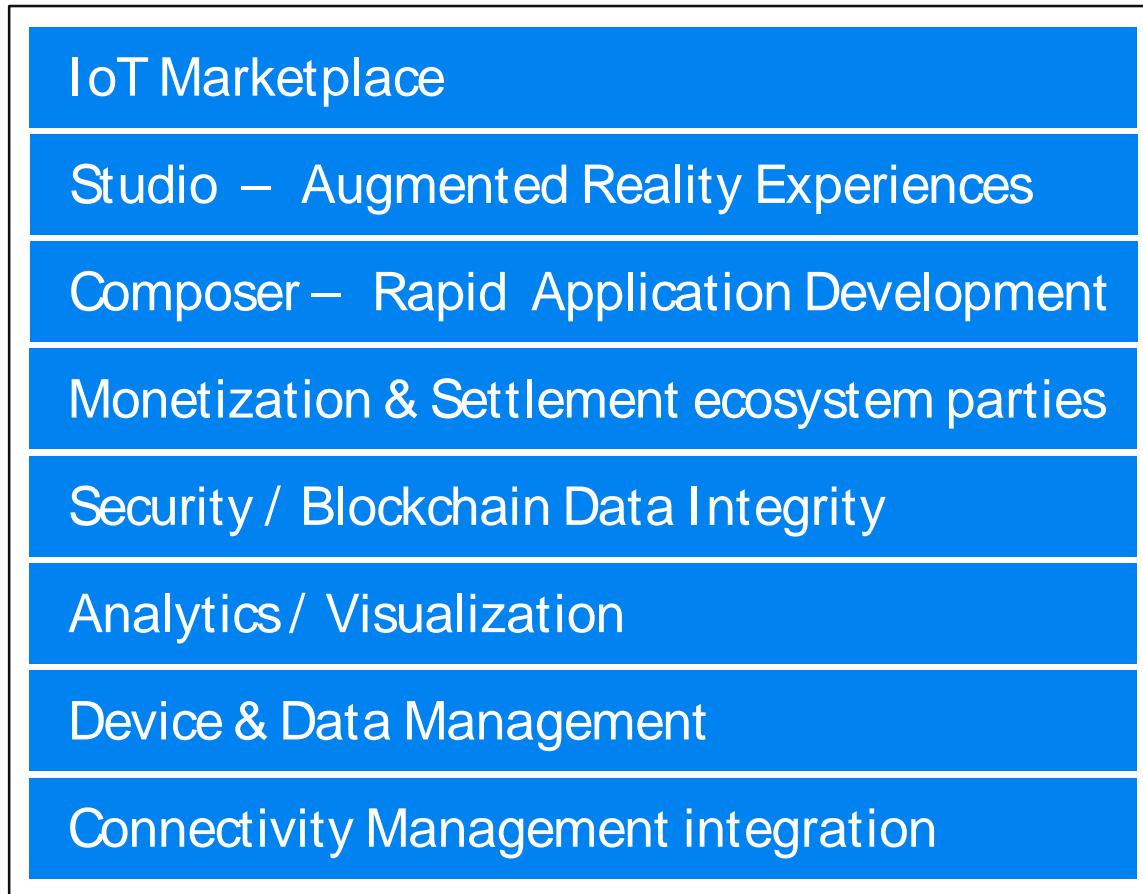 IoT Marketplace
Studio – Augmented Reality Experiences
Composer – Rapid Application Development
Monetization & Settlement ecosystem parties
Security / Blockchain Data Integrity
Analytics / Visualization
Device & Data Management
Connectivity Management integration